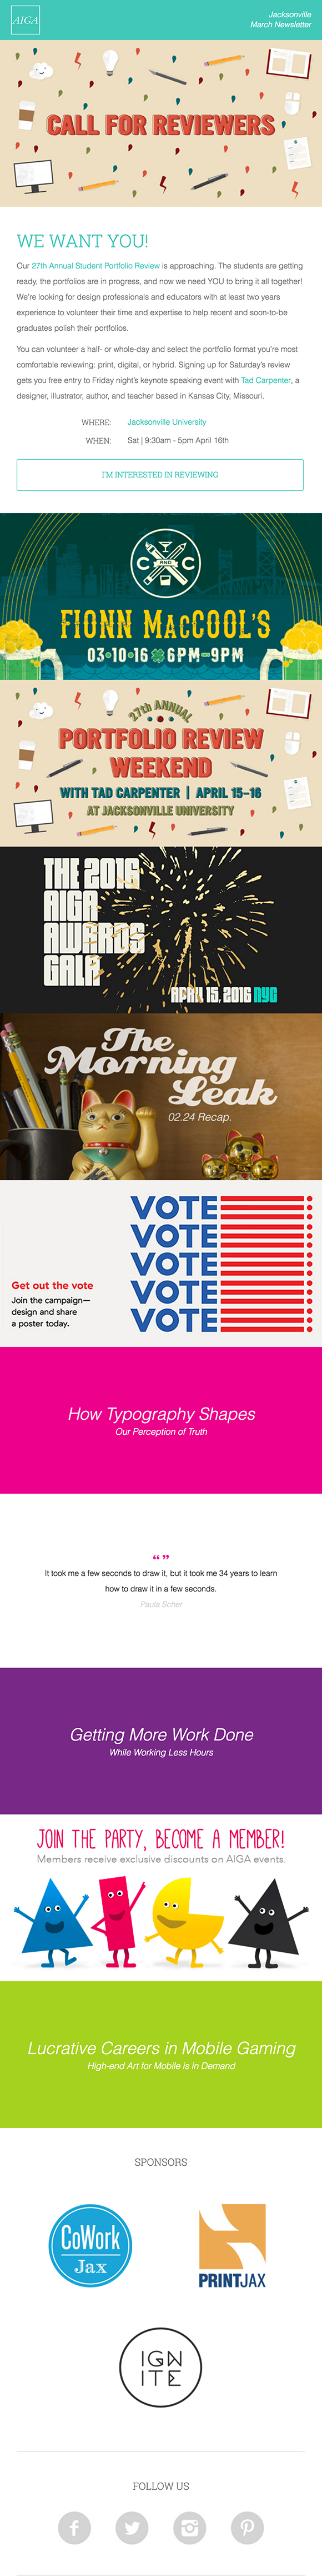 AIGA
Jacksonville
March Newsletter
CALL FOR REVIEWERS
WE WANT YOU!
Our 27th Annual Student Portfolio Review is approaching. The students are getting
ready, the portfolios are in progress, and now we need YOU to bring it all together!
We're looking for design professionals and educators with at least two years
experience to volunteer their time and expertise to help recent and soon-to-be
graduates polish their portfolios.
You can volunteer a half- or whole-day and select the portfolio format you're most
comfortable reviewing: print, digital, or hybrid. Signing up for Saturday's review
gets you free entry to Friday night's keynote speaking event with Tad Carpenter, a
designer, illustrator, author, and teacher based in Kansas City, Missouri.
WHERE: Jacksonville University
WHEN: Sat | 9:30am - 5pm April 16th
I'M INTERESTED IN REVIEWING
C AND C
FIONN MACCOOL'S
03·10·16 6PM-9PM
27th ANNUAL
PORTFOLIO REVIEW
WEEKEND
WITH TAD CARPENTER | APRIL 15-16
AT JACKSONVILLE UNIVERSITY
THE 2016
AIGA
AWARDS
GALA
APRIL 15, 2016 NYC
The
Morning
Leak
02.24 Recap.
VOTE
VOTE
VOTE
VOTE
VOTE
Get out the vote
Join the campaign—
design and share
a poster today.
How Typography Shapes
Our Perception of Truth
“ ”
It took me a few seconds to draw it, but it took me 34 years to learn
how to draw it in a few seconds.
Paula Scher
Getting More Work Done
While Working Less Hours
JOIN THE PARTY, BECOME A MEMBER!
Members receive exclusive discounts on AIGA events.
Lucrative Careers in Mobile Gaming
High-end Art for Mobile is in Demand
SPONSORS
CoWork
Jax
PRINTJAX
IGN
ITE
FOLLOW US